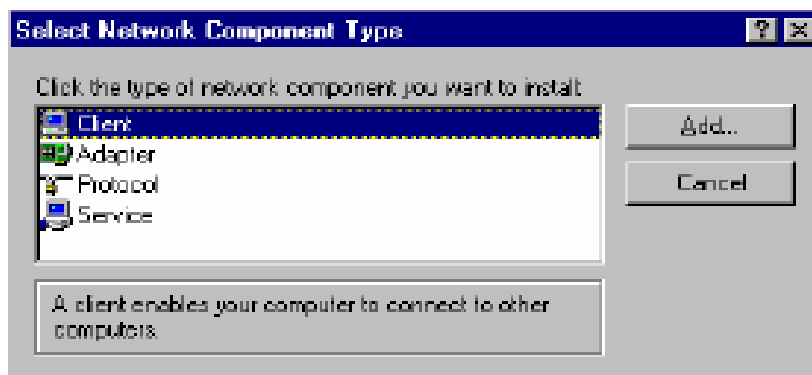 Select Network Component Type
Click the type of network component you want to install:
Client
Adapter
Protocol
Service
Add...
Cancel
A client enables your computer to connect to other
computers.